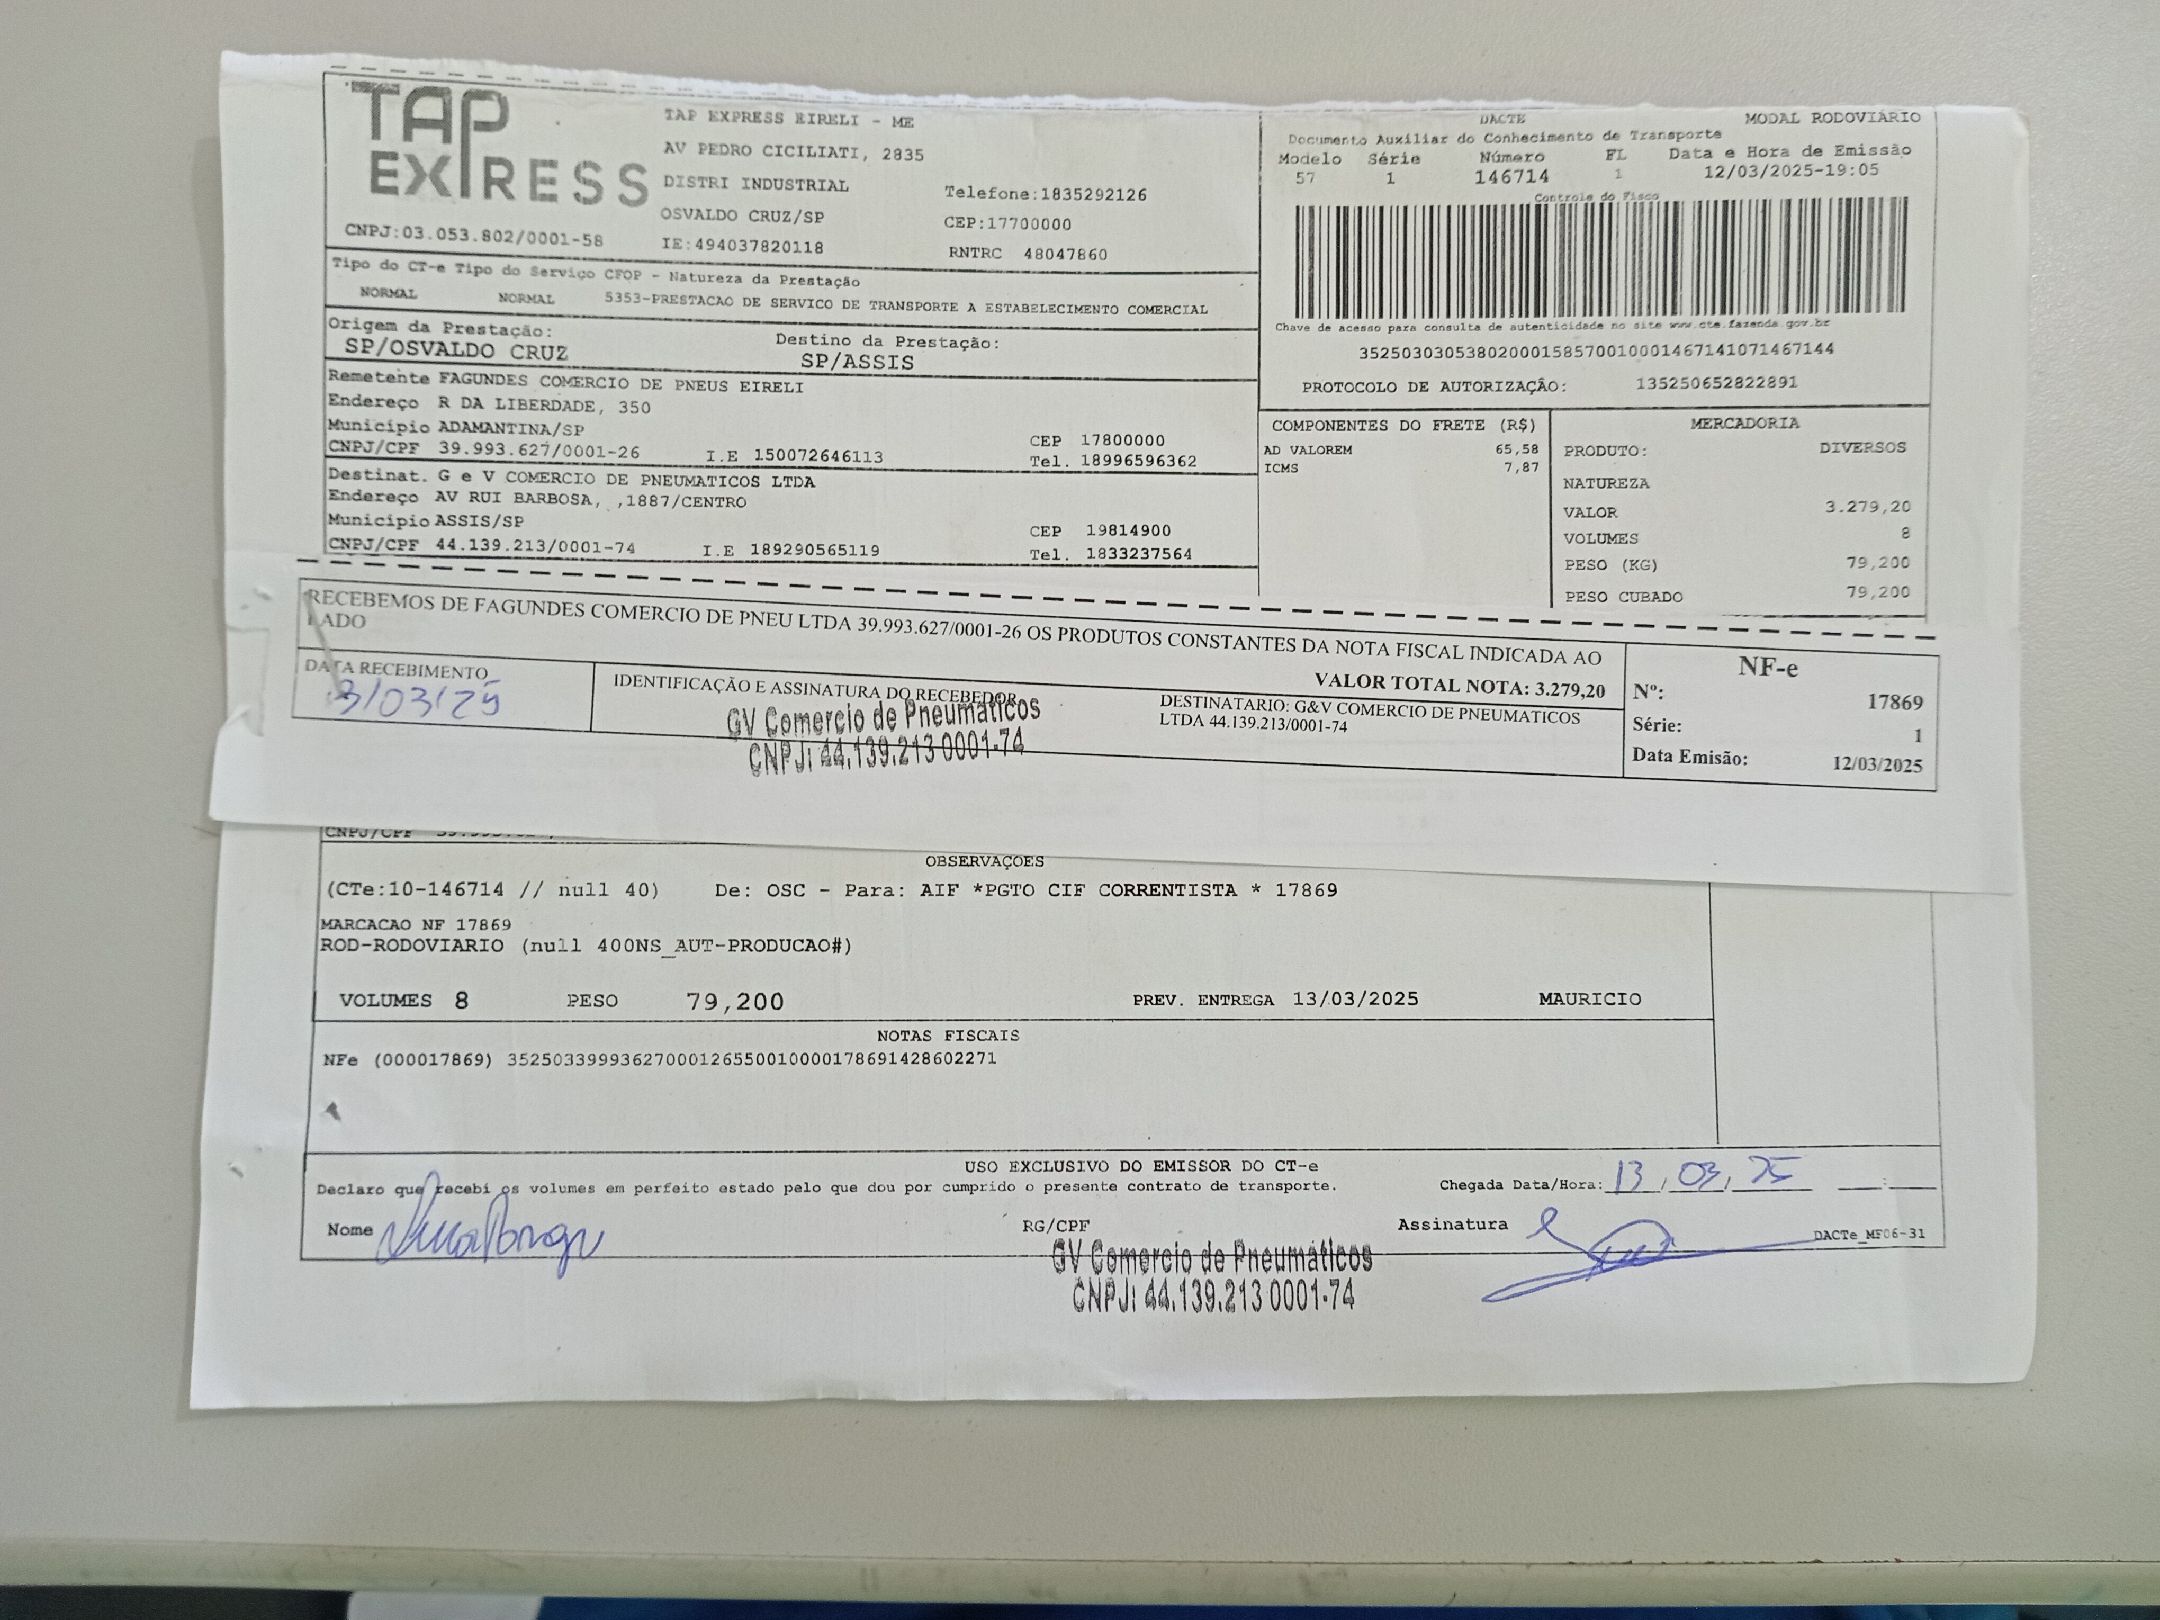 TAP EXPRESS
TAP EXPRESS EIRELI - ME
AV PEDRO CICILIATI, 2835
DISTRI INDUSTRIAL
Telefone:1835292126
OSVALDO CRUZ/SP
CEP:17700000
CNPJ:03.053.802/0001-58
IE:494037820118
RNTRC 48047860
DACTE
MODAL RODOVIÁRIO
Documento Auxiliar do Conhecimento de Transporte
Modelo Série Número FL Data e Hora de Emissão
57 1 146714 1 12/03/2025-19:05
Controle do Fisco
Chave de acesso para consulta de autenticidade no site www.cte.fazenda.gov.br
35250303053802000158570010001467141071467144
PROTOCOLO DE AUTORIZAÇÃO: 135250652822891
Tipo do CT-e Tipo do Serviço CFOP - Natureza da Prestação
NORMAL NORMAL 5353-PRESTACAO DE SERVICO DE TRANSPORTE A ESTABELECIMENTO COMERCIAL
Origem da Prestação:
SP/OSVALDO CRUZ
Destino da Prestação:
SP/ASSIS
Remetente FAGUNDES COMERCIO DE PNEUS EIRELI
Endereço R DA LIBERDADE, 350
Município ADAMANTINA/SP
CEP 17800000
CNPJ/CPF 39.993.627/0001-26 I.E 150072646113 Tel. 18996596362
Destinat. G e V COMERCIO DE PNEUMATICOS LTDA
Endereço AV RUI BARBOSA, ,1887/CENTRO
Município ASSIS/SP
CEP 19814900
CNPJ/CPF 44.139.213/0001-74 I.E 189290565119 Tel. 1833237564
COMPONENTES DO FRETE (R$)
AD VALOREM 65,58
ICMS 7,87
MERCADORIA
PRODUTO: DIVERSOS
NATUREZA
VALOR 3.279,20
VOLUMES 8
PESO (KG) 79,200
PESO CUBADO 79,200
RECEBEMOS DE FAGUNDES COMERCIO DE PNEU LTDA 39.993.627/0001-26 OS PRODUTOS CONSTANTES DA NOTA FISCAL INDICADA AO
LADO
VALOR TOTAL NOTA: 3.279,20
DATA RECEBIMENTO
13/03/25
IDENTIFICAÇÃO E ASSINATURA DO RECEBEDOR
GV Comercio de Pneumáticos
CNPJ: 44.139.213 0001-74
DESTINATARIO: G&V COMERCIO DE PNEUMATICOS
LTDA 44.139.213/0001-74
NF-e
Nº: 17869
Série: 1
Data Emisão: 12/03/2025
CNPJ/CPF
OBSERVAÇOES
(CTe:10-146714 // null 40) De: OSC - Para: AIF *PGTO CIF CORRENTISTA * 17869
MARCACAO NF 17869
ROD-RODOVIARIO (null 400NS_AUT-PRODUCAO#)
VOLUMES 8 PESO 79,200 PREV. ENTREGA 13/03/2025 MAURICIO
NOTAS FISCAIS
NFe (000017869) 35250339993627000126550010000178691428602271
USO EXCLUSIVO DO EMISSOR DO CT-e
Declaro que recebi os volumes em perfeito estado pelo que dou por cumprido o presente contrato de transporte.
Chegada Data/Hora: 13,03,25
Nome
RG/CPF
Assinatura
DACTe_MF06-31
GV Comercio de Pneumáticos
CNPJ: 44.139.213 0001-74